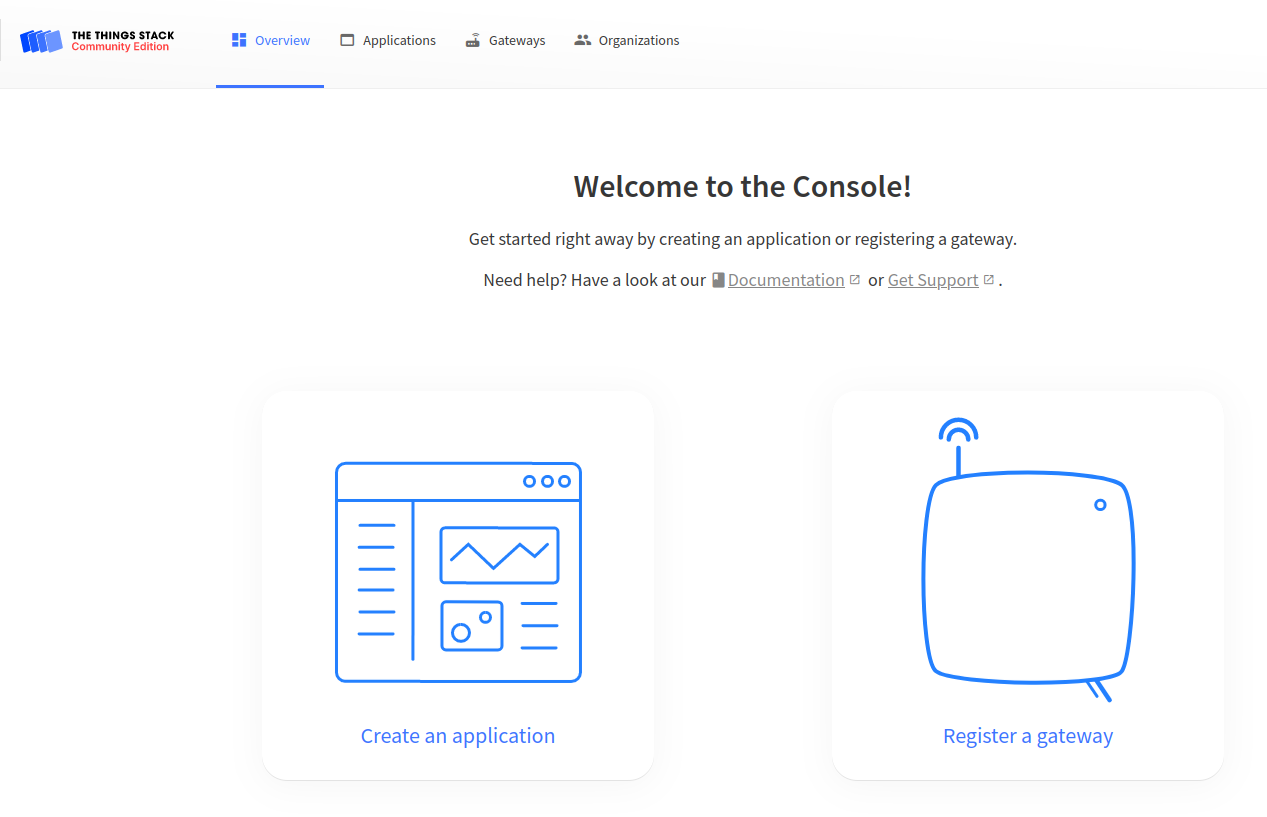 THE THINGS STACK
Community Edition
Overview
Applications
Gateways
Organizations
Welcome to the Console!
Get started right away by creating an application or registering a gateway.
Need help? Have a look at our Documentation or Get Support .
Create an application
Register a gateway